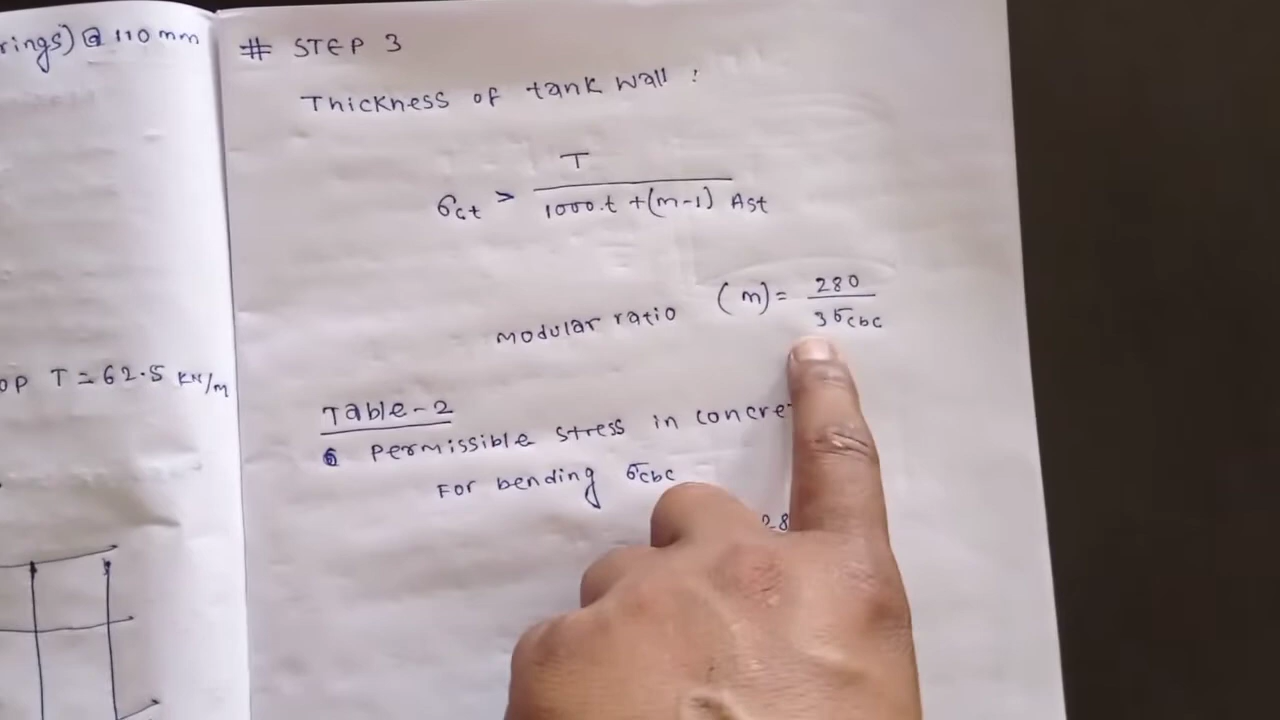 rings) @ 110 mm
OP T = 62.5 KN/m
# STEP 3
Thickness of tank wall :
σct > T / 1000.t + (m-1) Ast
modular ratio (m) = 280 / 3σcbc
Table-2
Permissible stress in concre
For bending σcbc
28